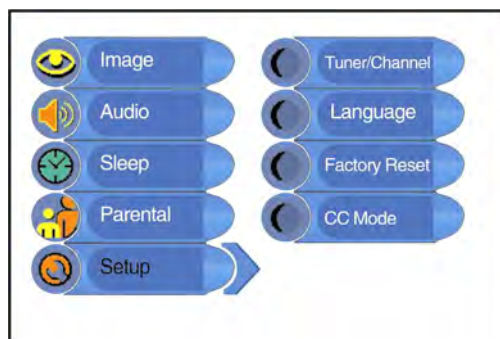 Image
Audio
Sleep
Parental
Setup
Tuner/Channel
Language
Factory Reset
CC Mode